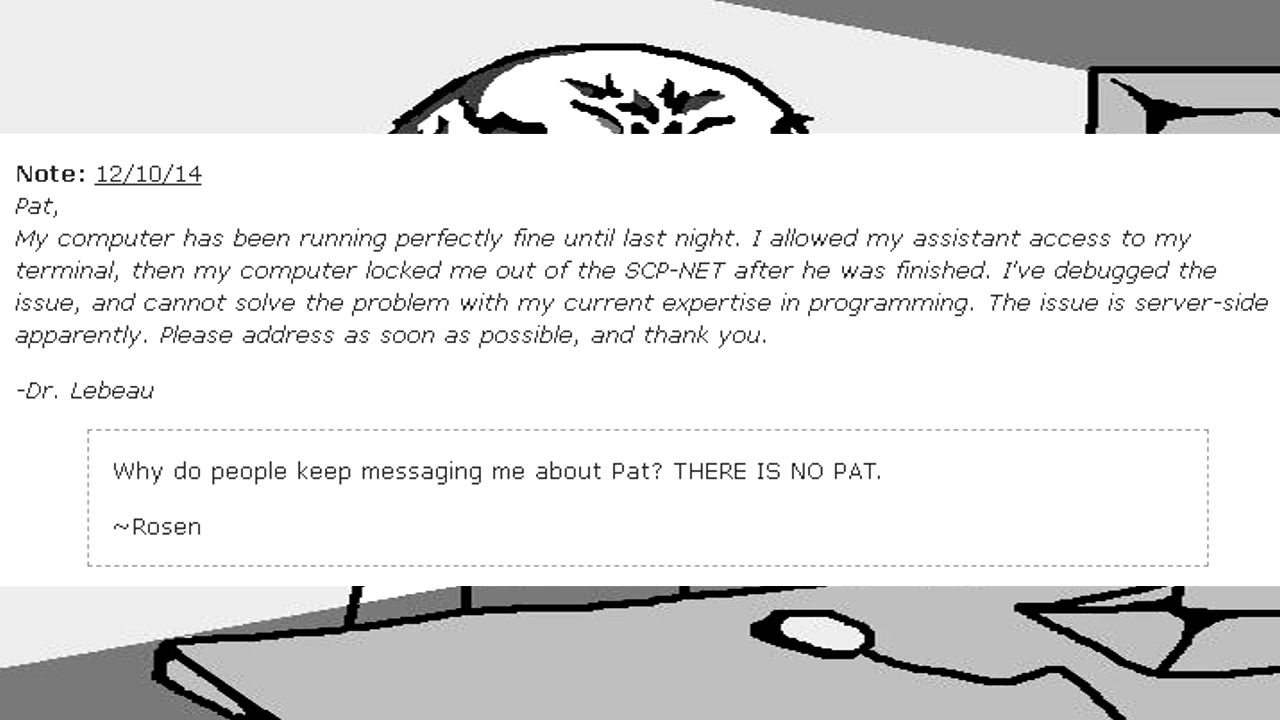 Note: 12/10/14
Pat,
My computer has been running perfectly fine until last night. I allowed my assistant access to my
terminal, then my computer locked me out of the SCP-NET after he was finished. I've debugged the
issue, and cannot solve the problem with my current expertise in programming. The issue is server-side
apparently. Please address as soon as possible, and thank you.
-Dr. Lebeau
Why do people keep messaging me about Pat? THERE IS NO PAT.
~Rosen